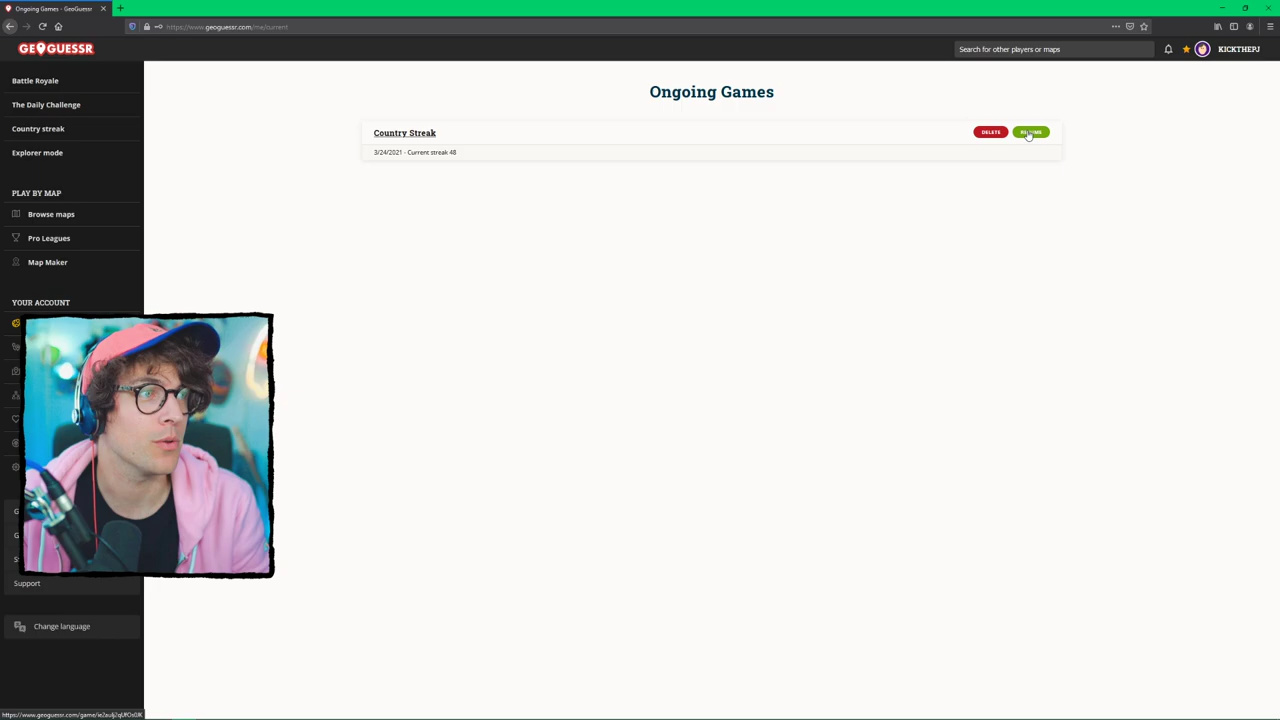 Ongoing Games - GeoGuessr
https://www.geoguessr.com/me/current
GEOGUESSR
Search for other players or maps
KICKTHEPJ
Battle Royale
The Daily Challenge
Country streak
Explorer mode
PLAY BY MAP
Browse maps
Pro Leagues
Map Maker
YOUR ACCOUNT
Support
Change language
Ongoing Games
Country Streak
DELETE
3/24/2021 - Current streak 48